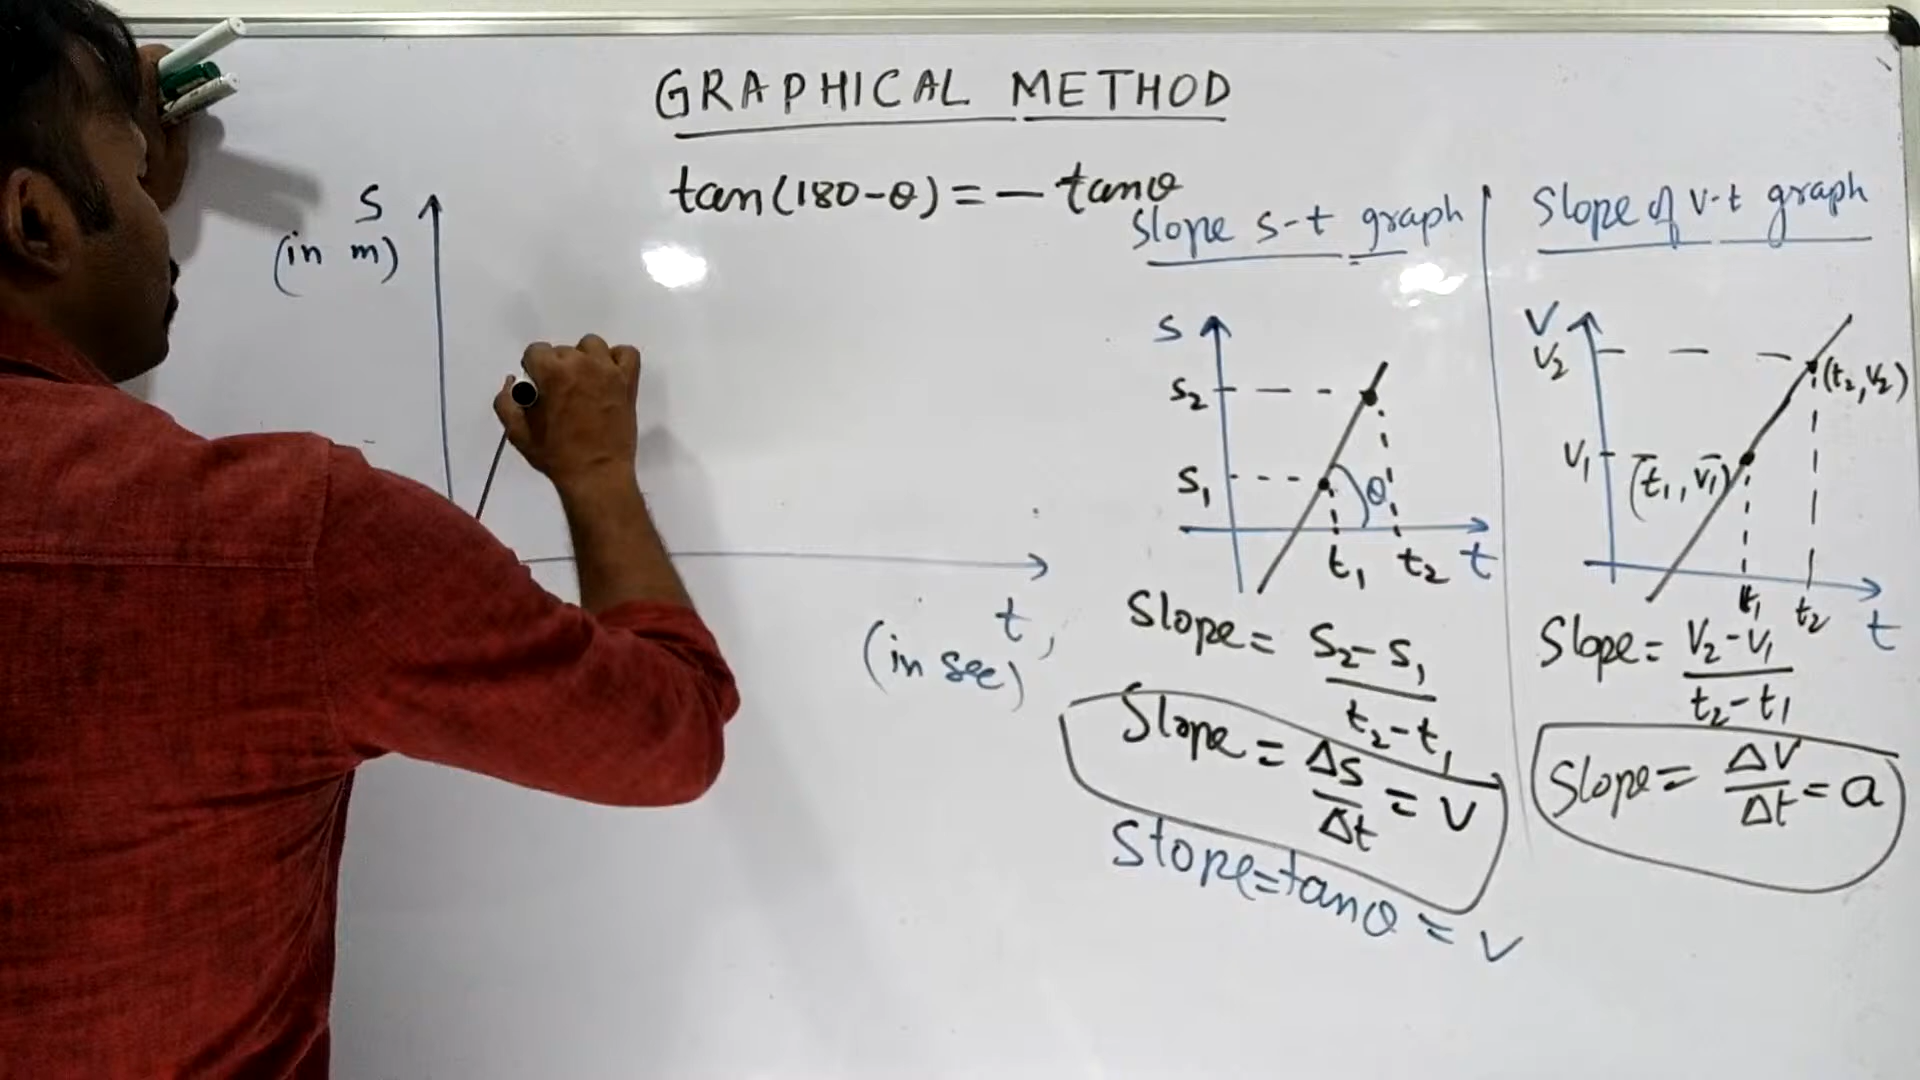 GRAPHICAL METHOD
tan(180-θ) = - tanθ
S
(in m)
t,
(in sec)
Slope s-t graph
S
S2
S1
θ
t1 t2 t
Slope = S2-S1
t2-t1
Slope = Δs
Δt = V
Slope=tanθ = V
Slope of v-t graph
V
V2
(t2, V2)
V1
(t1, V1)
t1 t2 t
Slope = V2-V1
t2-t1
Slope = ΔV
Δt = a